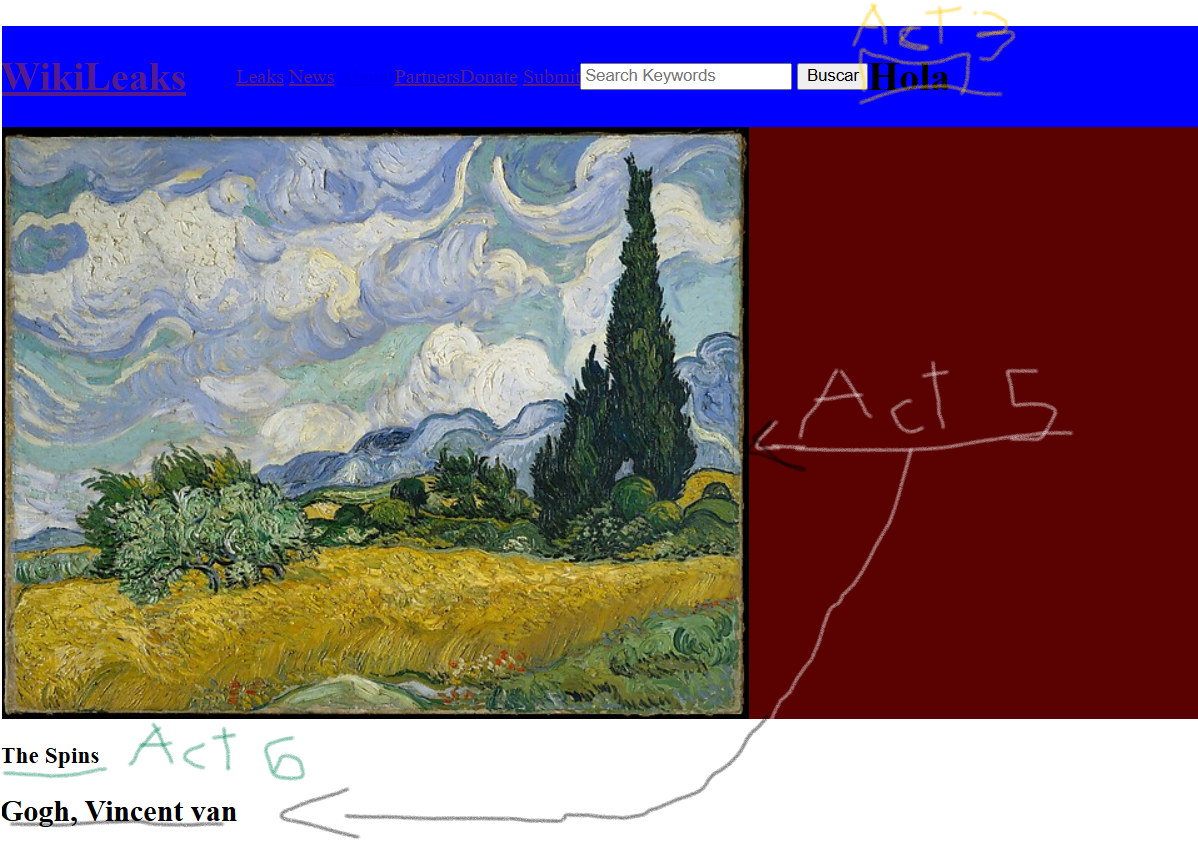 Act 3
WikiLeaks Leaks News PartnersDonate Submit Search Keywords Buscar Hola
Act 5
The Spins Act 6
Gogh, Vincent van